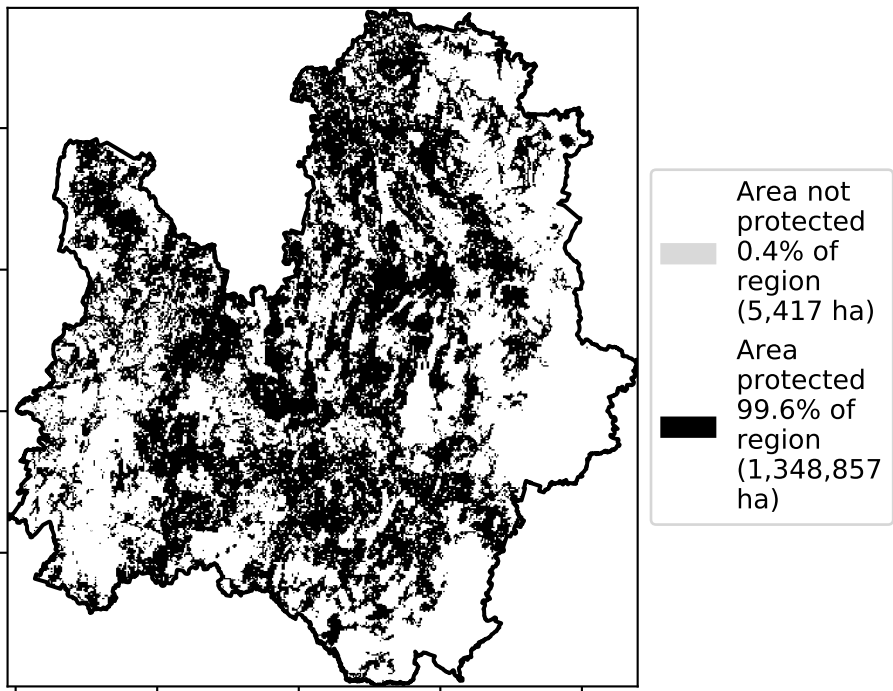 Area not
protected
0.4% of
region
(5,417 ha)
Area
protected
99.6% of
region
(1,348,857
ha)